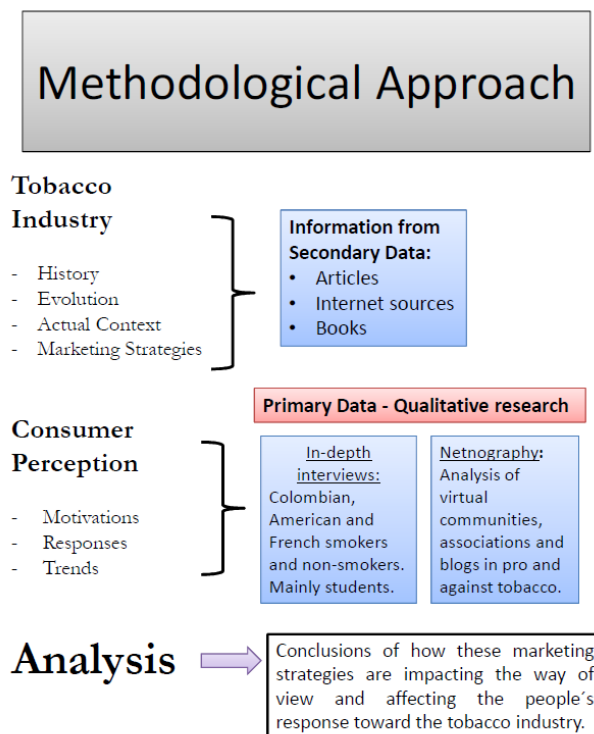 Methodological Approach
Tobacco
Industry
- History
- Evolution
- Actual Context
- Marketing Strategies
Information from
Secondary Data:
• Articles
• Internet sources
• Books
Primary Data - Qualitative research
Consumer
Perception
- Motivations
- Responses
- Trends
In-depth
interviews:
Colombian,
American and
French smokers
and non-smokers.
Mainly students.
Netnography:
Analysis of
virtual
communities,
associations and
blogs in pro and
against tobacco.
Analysis
Conclusions of how these marketing
strategies are impacting the way of
view and affecting the people´s
response toward the tobacco industry.